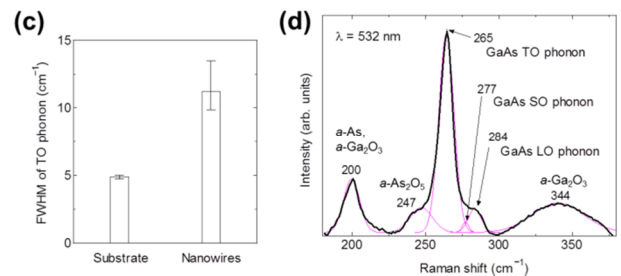 (c)
15
10
5
0
FWHM of TO phonon (cm⁻¹)
Substrate
Nanowires
(d)
λ = 532 nm
265
GaAs TO phonon
277
GaAs SO phonon
284
GaAs LO phonon
a-As,
a-Ga₂O₃
200
a-As₂O₅
247
a-Ga₂O₃
344
Intensity (arb. units)
200
250
300
350
Raman shift (cm⁻¹)